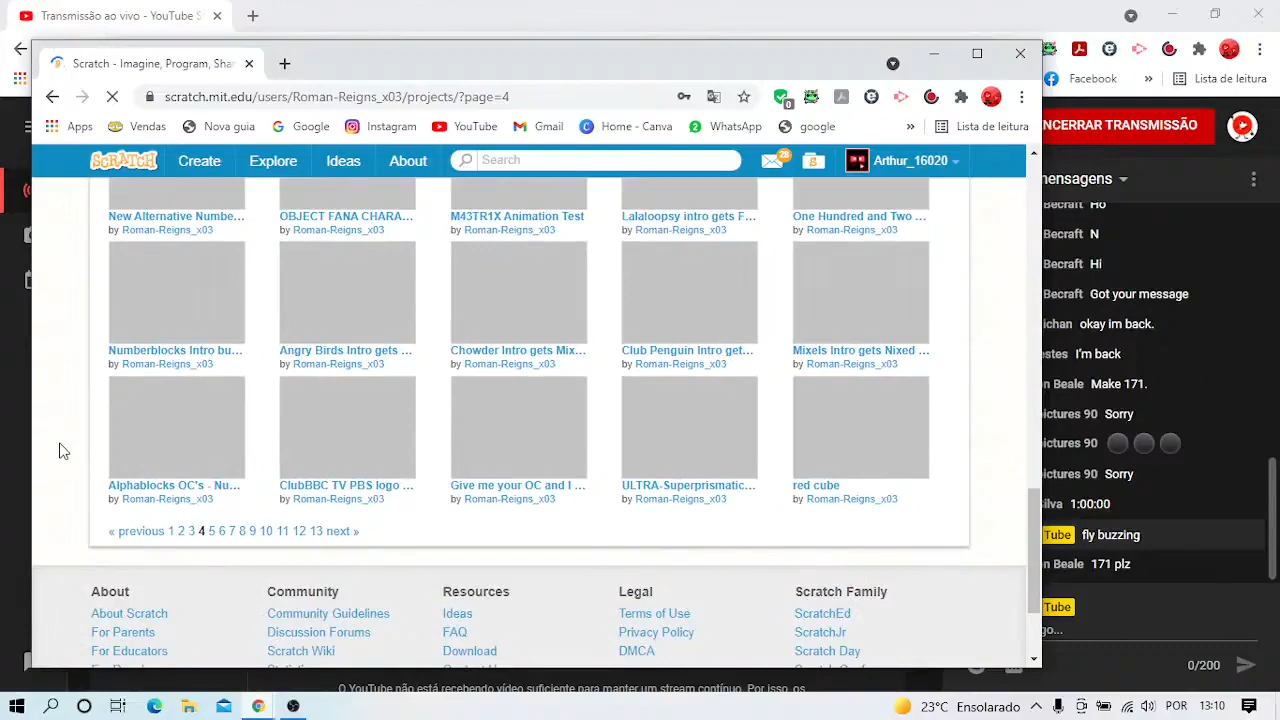 Transmissão ao vivo - YouTube S
Scratch - Imagine, Program, Shar
scratch.mit.edu/users/Roman-Reigns_x03/projects/?page=4
0
Facebook » Lista de leitura
Apps Vendas Nova guia Google Instagram YouTube Gmail Home - Canva 2 WhatsApp google » Lista de leitura
NCERRAR TRANSMISSÃO
SCRATCH Create Explore Ideas About Search Arthur_16020
mensagens
New Alternative Numbe... OBJECT FANA CHARA... M43TR1X Animation Test Lalaloopsy intro gets F... One Hundred and Two ...
by Roman-Reigns_x03 by Roman-Reigns_x03 by Roman-Reigns_x03 by Roman-Reigns_x03 by Roman-Reigns_x03
Numberblocks Intro bu... Angry Birds Intro gets ... Chowder Intro gets Mix... Club Penguin Intro get... Mixels Intro gets Nixed ...
by Roman-Reigns_x03 by Roman-Reigns_x03 by Roman-Reigns_x03 by Roman-Reigns_x03 by Roman-Reigns_x03
Alphablocks OC's - Nu... ClubBBC TV PBS logo ... Give me your OC and I ... ULTRA-Superprismatic... red cube
by Roman-Reigns_x03 by Roman-Reigns_x03 by Roman-Reigns_x03 by Roman-Reigns_x03 by Roman-Reigns_x03
« previous 1 2 3 4 5 6 7 8 9 10 11 12 13 next »
About Community Resources Legal Scratch Family
About Scratch Community Guidelines Ideas Terms of Use ScratchEd
For Parents Discussion Forums FAQ Privacy Policy ScratchJr
For Educators Scratch Wiki Download DMCA Scratch Day
Becraft Ho
Becraft N
Becraft Hi
Becraft Got your message
ichan okay im back.
estes I'm back
n Beale Make 171.
ictures 90 Sorry
ictures 90
ictures 90 Sorry
ilva 1:00:00
Tube fly buzzing
n Beale 171 plz
Tube
go...
0/200
O YouTube não está recebendo vídeo suficiente para manter um stream contínuo. Por isso, os
23°C Ensolarado POR 13:10